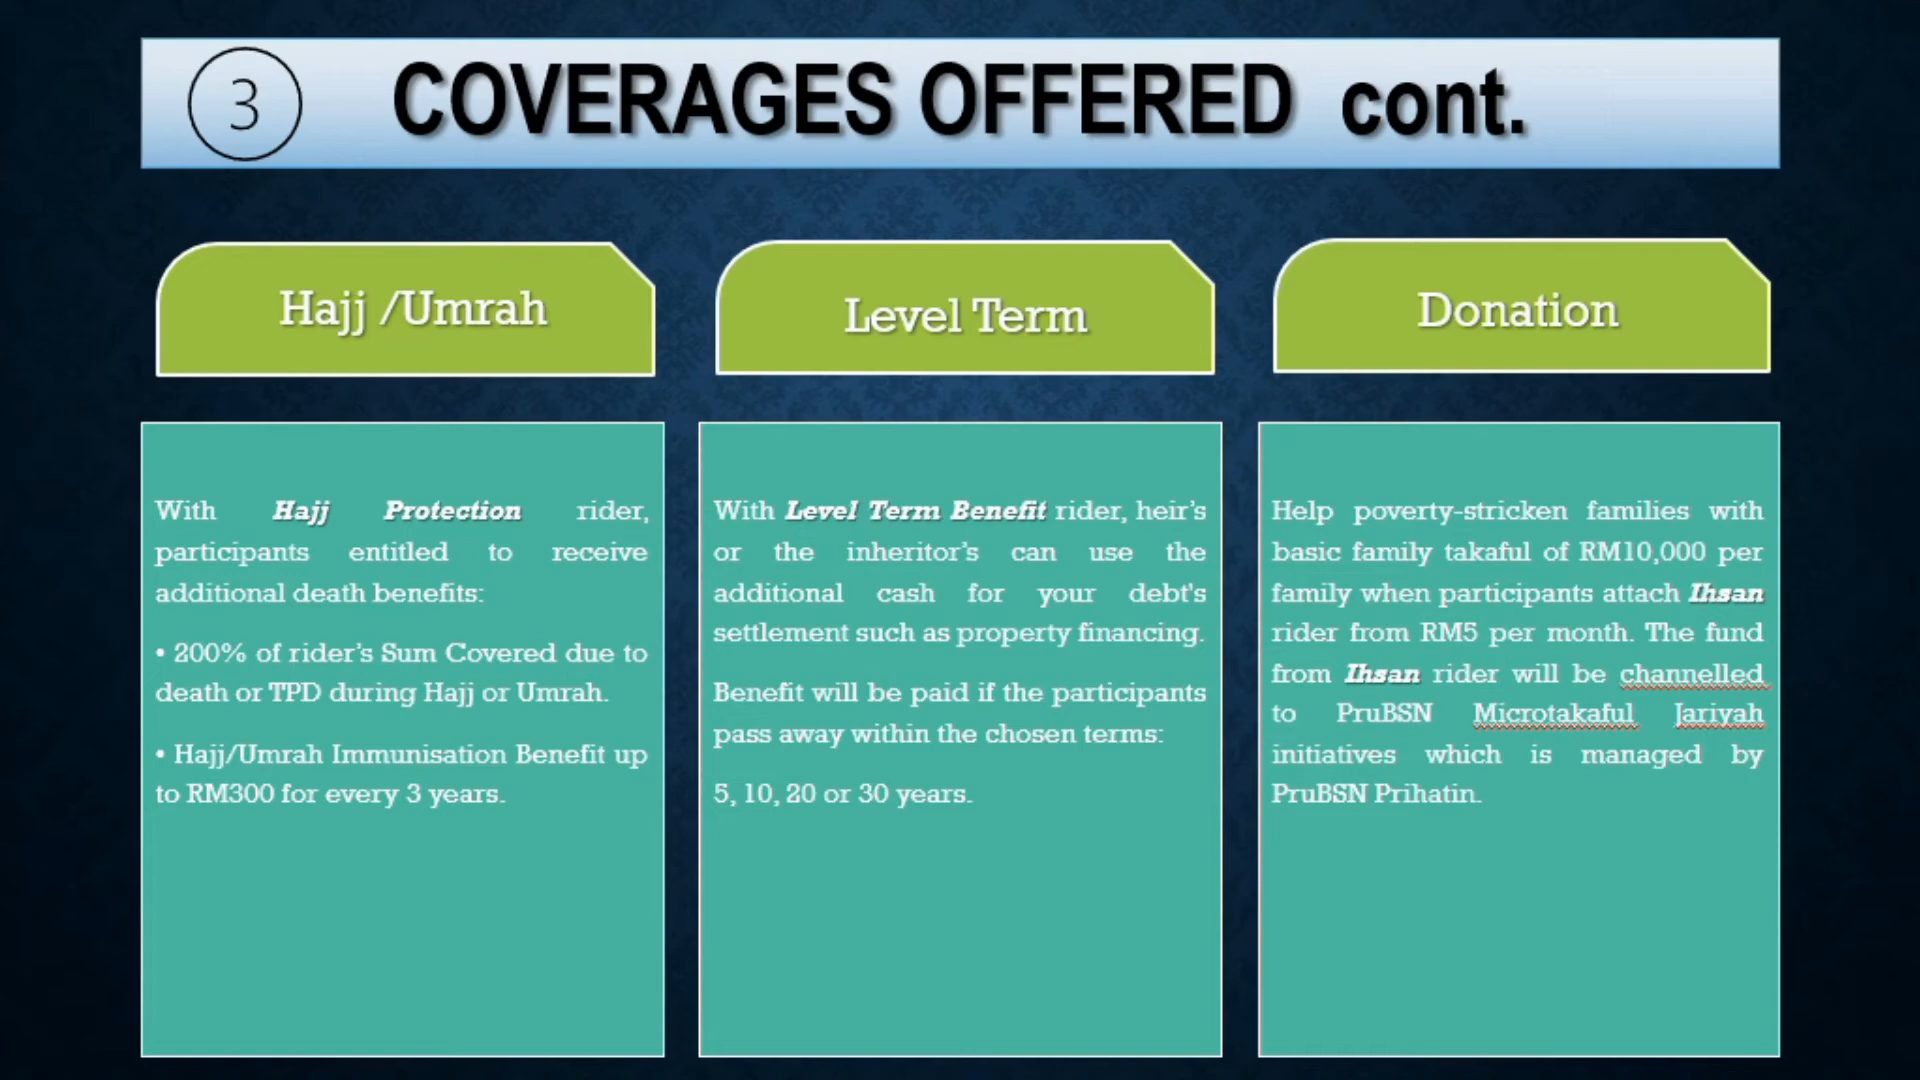 3 COVERAGES OFFERED cont.
Hajj /Umrah
With Hajj Protection rider,
participants entitled to receive
additional death benefits:
• 200% of rider's Sum Covered due to
death or TPD during Hajj or Umrah.
• Hajj/Umrah Immunisation Benefit up
to RM300 for every 3 years.
Level Term
With Level Term Benefit rider, heir's
or the inheritor's can use the
additional cash for your debt's
settlement such as property financing.
Benefit will be paid if the participants
pass away within the chosen terms:
5, 10, 20 or 30 years.
Donation
Help poverty-stricken families with
basic family takaful of RM10,000 per
family when participants attach Ihsan
rider from RM5 per month. The fund
from Ihsan rider will be channelled
to PruBSN Microtakaful Jariyah
initiatives which is managed by
PruBSN Prihatin.